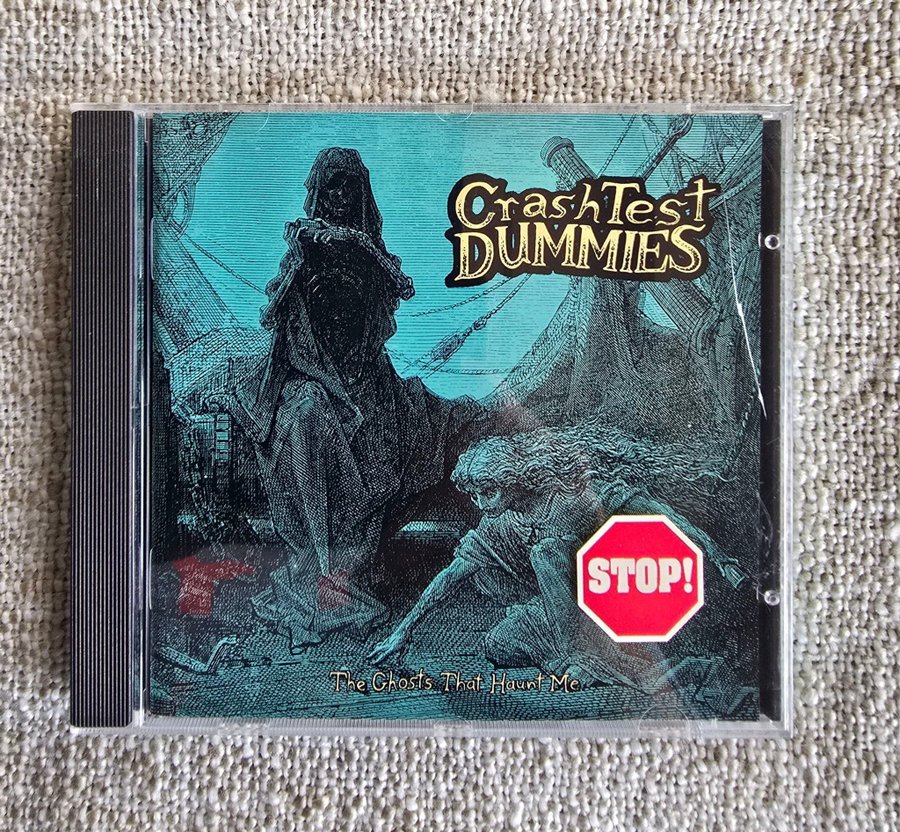 CrashTest
DUMMIES
STOP!
The Ghosts That Haunt Me